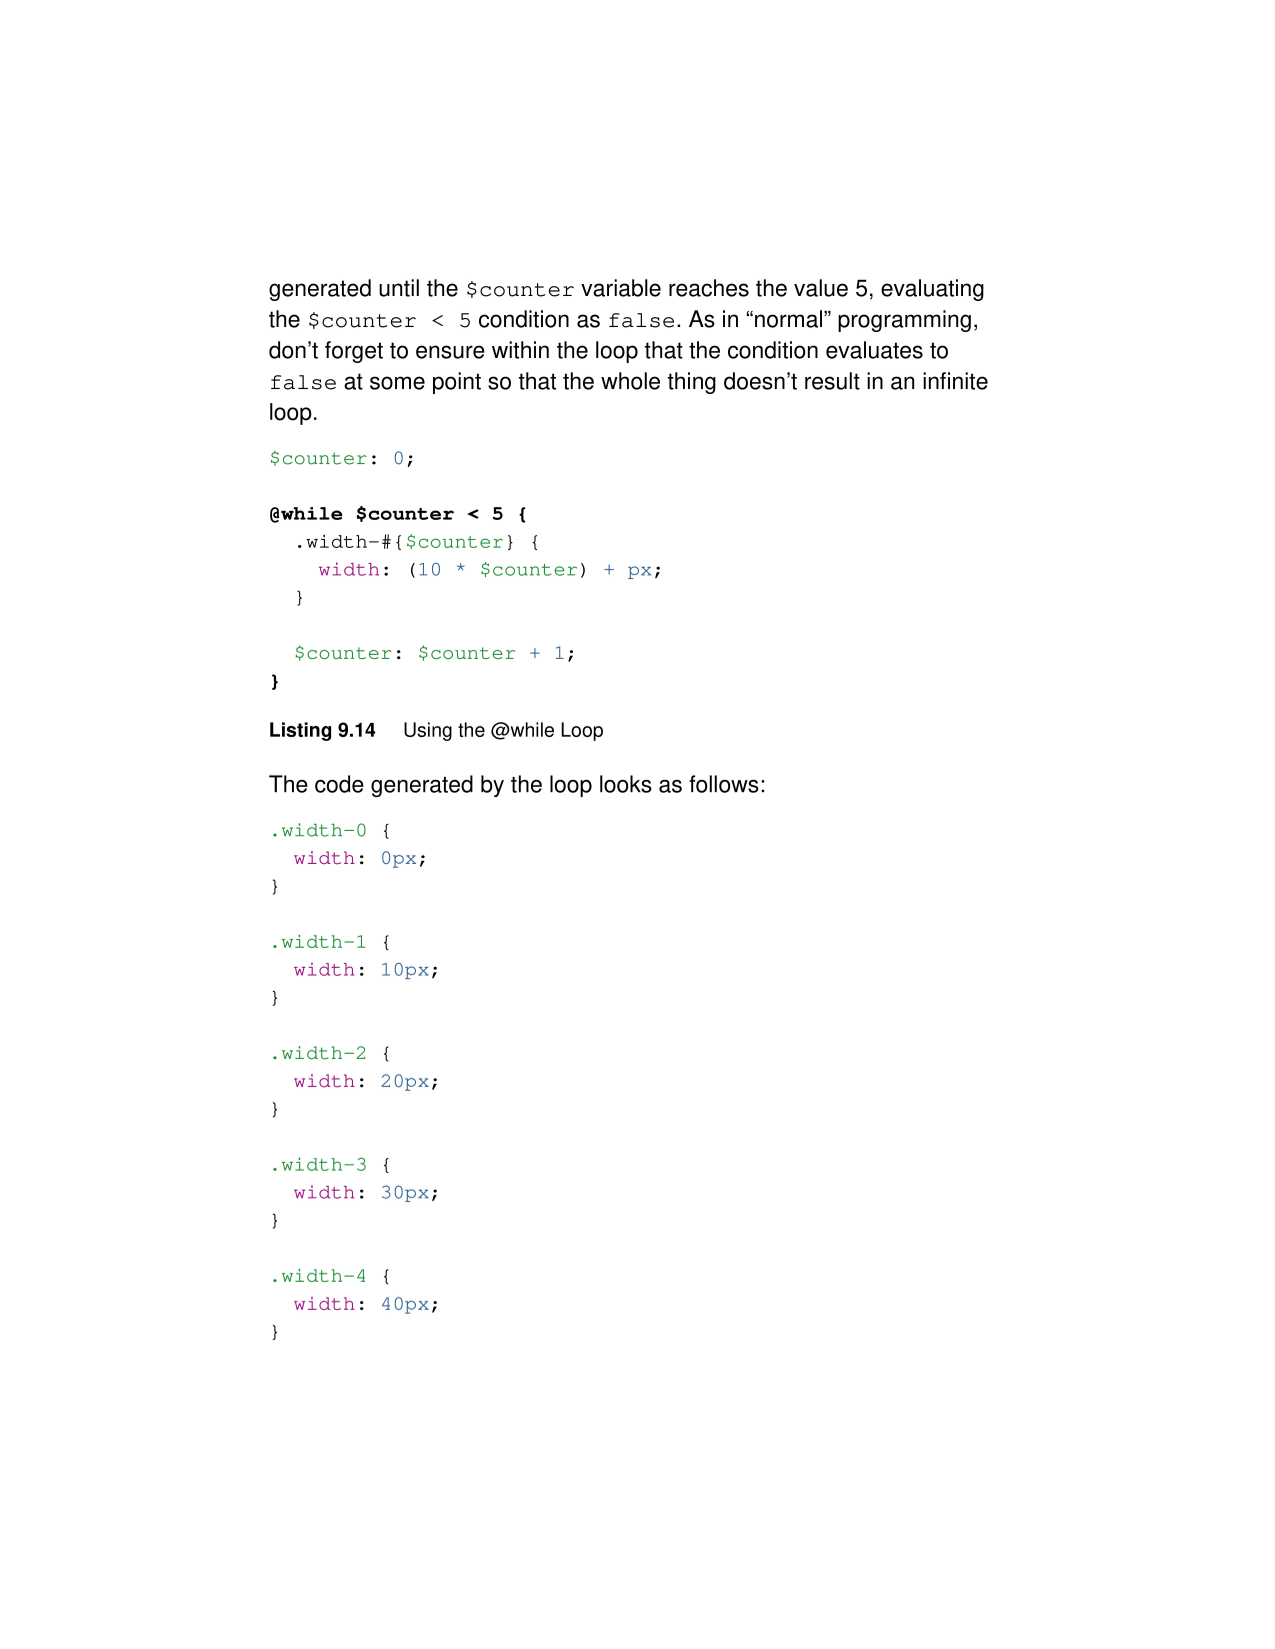 generated until the $counter variable reaches the value 5, evaluating
the $counter < 5 condition as false. As in “normal” programming,
don’t forget to ensure within the loop that the condition evaluates to
false at some point so that the whole thing doesn’t result in an infinite
loop.
$counter: 0;
@while $counter < 5 {
  .width-#{$counter} {
    width: (10 * $counter) + px;
  }
  $counter: $counter + 1;
}
Listing 9.14 Using the @while Loop
The code generated by the loop looks as follows:
.width-0 {
  width: 0px;
}
.width-1 {
  width: 10px;
}
.width-2 {
  width: 20px;
}
.width-3 {
  width: 30px;
}
.width-4 {
  width: 40px;
}